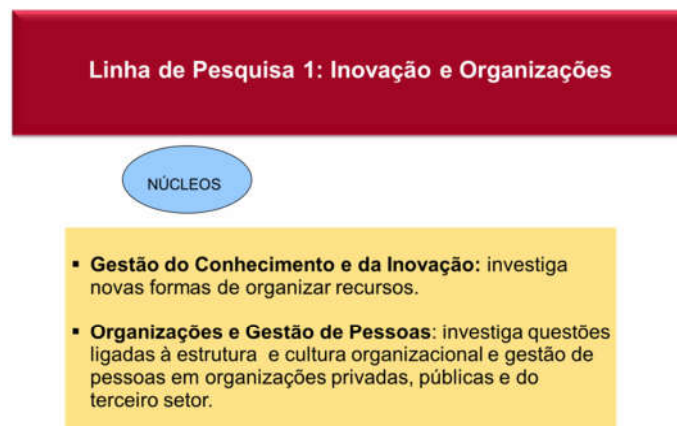 Linha de Pesquisa 1: Inovação e Organizações
NÚCLEOS
▪ Gestão do Conhecimento e da Inovação: investiga
novas formas de organizar recursos.
▪ Organizações e Gestão de Pessoas: investiga questões
ligadas à estrutura e cultura organizacional e gestão de
pessoas em organizações privadas, públicas e do
terceiro setor.